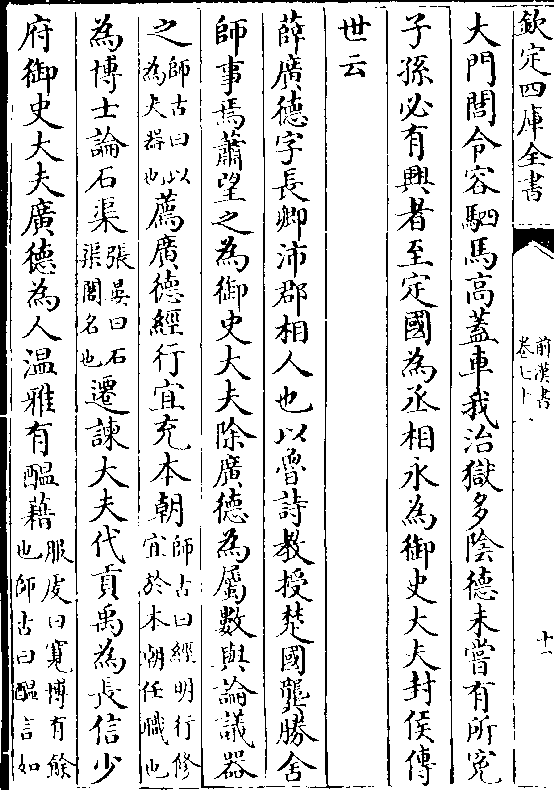 欽定四庫全書
前漢書
卷七十一
十一
大門閭令容駟馬高蓋車我治獄多陰德未嘗有所冤
子孫必有興者至定國為丞相永為御史大夫封侯傳
世云
薛廣德字長卿沛郡相人也以魯詩教授楚國龔勝舍
師事焉蕭望之為御史大夫除廣德為屬數與論議器
之師古曰以為大器也薦廣德經行宜充本朝師古曰經明行修宜於本朝任職也
為博士論石渠張晏曰石渠閣名也遷諫大夫代貢禹為長信少
府御史大夫廣德為人溫雅有醞藉服虔曰寬博有餘也師古曰醞言如